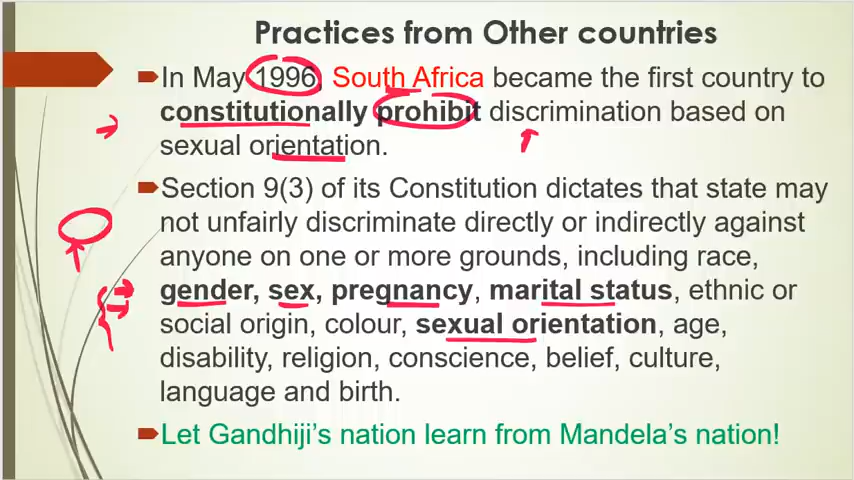 Practices from Other countries
In May 1996, South Africa became the first country to
constitutionally prohibit discrimination based on
sexual orientation.
Section 9(3) of its Constitution dictates that state may
not unfairly discriminate directly or indirectly against
anyone on one or more grounds, including race,
gender, sex, pregnancy, marital status, ethnic or
social origin, colour, sexual orientation, age,
disability, religion, conscience, belief, culture,
language and birth.
Let Gandhiji's nation learn from Mandela's nation!